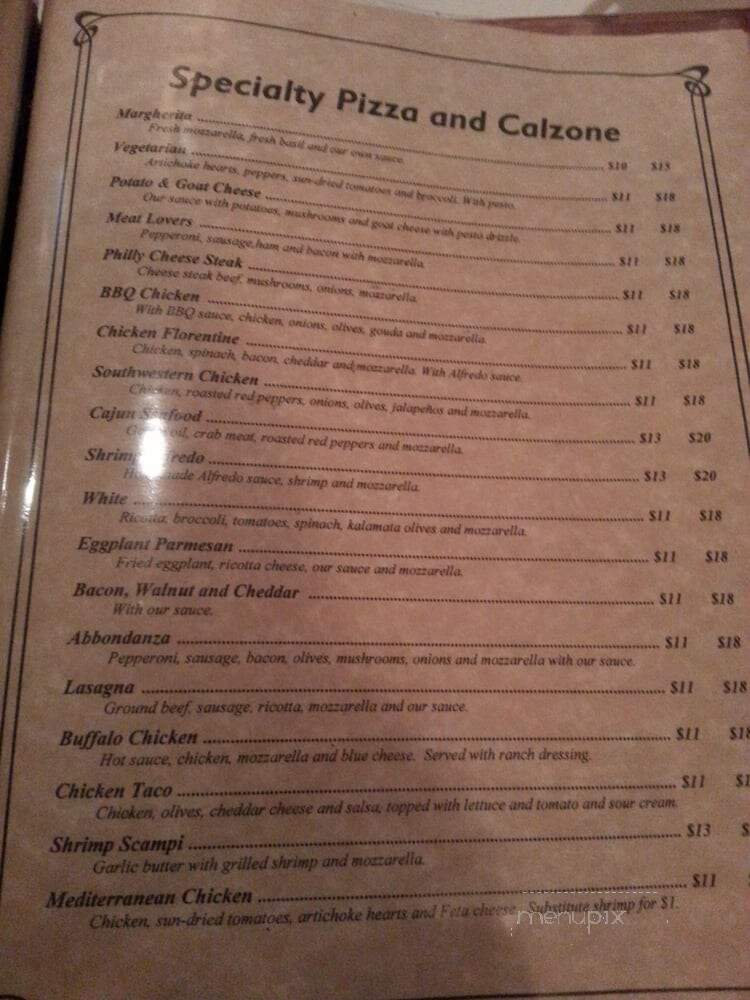 Specialty Pizza and Calzone
Margherita $10 $15
Fresh mozzarella, fresh basil and our own sauce.
Vegetarian $11 $18
Artichoke hearts, peppers, sun-dried tomatoes and broccoli. With pesto.
Potato & Goat Cheese $11 $18
Our sauce with potatoes, mushrooms and goat cheese with pesto drizzle.
Meat Lovers $11 $18
Pepperoni, sausage, ham and bacon with mozzarella.
Philly Cheese Steak $11 $18
Cheese steak beef, mushrooms, onions, mozzarella.
BBQ Chicken $11 $18
With BBQ sauce, chicken, onions, olives, gouda and mozzarella.
Chicken Florentine $11 $18
Chicken, spinach, bacon, cheddar and mozzarella. With Alfredo sauce.
Southwestern Chicken $11 $18
Chicken, roasted red peppers, onions, olives, jalapeños and mozzarella.
Cajun Seafood $13 $20
oil, crab meat, roasted red peppers and mozzarella.
Shrimp Alfredo $13 $20
Homemade Alfredo sauce, shrimp and mozzarella.
White $11 $18
Ricotta, broccoli, tomatoes, spinach, kalamata olives and mozzarella.
Eggplant Parmesan $11 $18
Fried eggplant, ricotta cheese, our sauce and mozzarella.
Bacon, Walnut and Cheddar $11 $18
With our sauce.
Abbondanza $11 $18
Pepperoni, sausage, bacon, olives, mushrooms, onions and mozzarella with our sauce.
Lasagna $11 $18
Ground beef, sausage, ricotta, mozzarella and our sauce.
Buffalo Chicken $11 $18
Hot sauce, chicken, mozzarella and blue cheese. Served with ranch dressing.
Chicken Taco $11 $1
Chicken, olives, cheddar cheese and salsa, topped with lettuce and tomato and sour cream.
Shrimp Scampi $13 $
Garlic butter with grilled shrimp and mozzarella.
Mediterranean Chicken $11
Chicken, sun-dried tomatoes, artichoke hearts and Feta cheese. Substitute shrimp for $1.
menupix